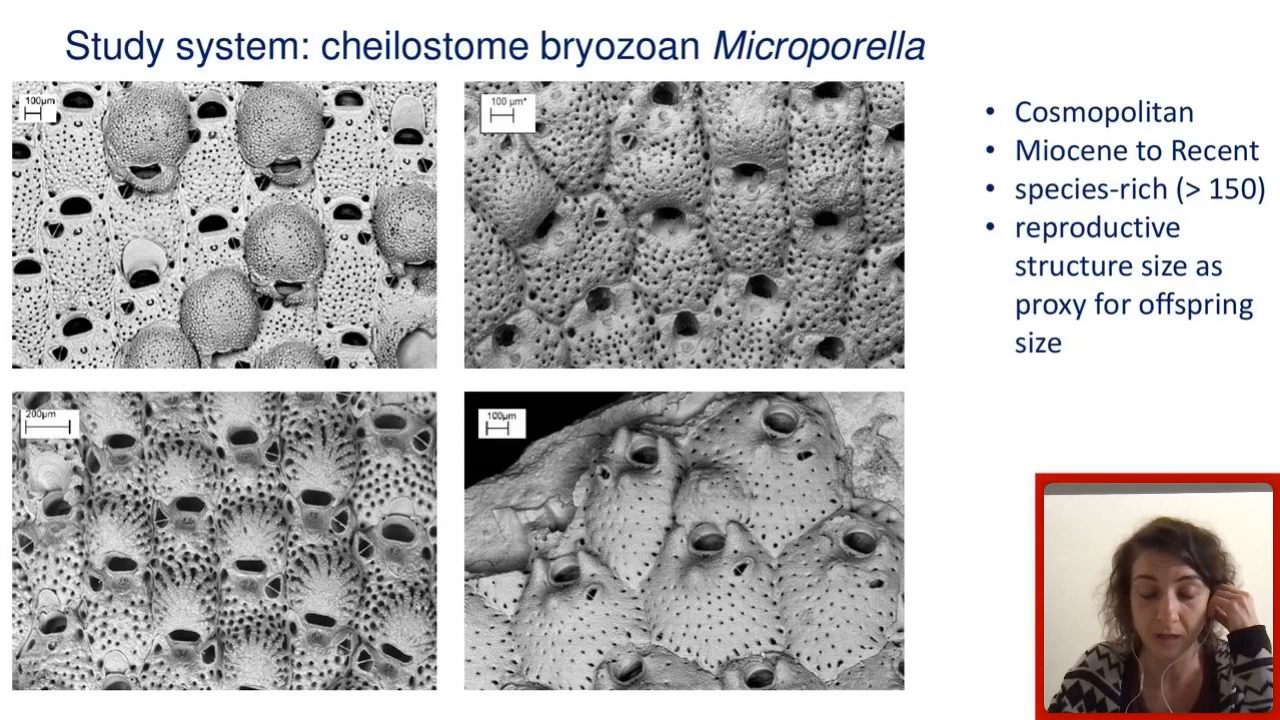 Study system: cheilostome bryozoan Microporella
100µm
100 µm*
• Cosmopolitan
• Miocene to Recent
• species-rich (> 150)
• reproductive
structure size as
proxy for offspring
size
200µm
100µm